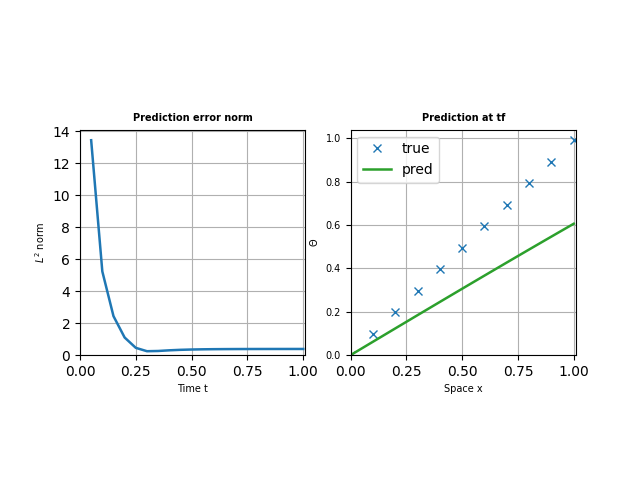 Prediction error norm
14
12
10
8
6
4
2
0
L² norm
0.00 0.25 0.50 0.75 1.00
Time t
Prediction at tf
true
pred
1.0
0.8
0.6
0.4
0.2
0.0
Θ
0.00 0.25 0.50 0.75 1.00
Space x